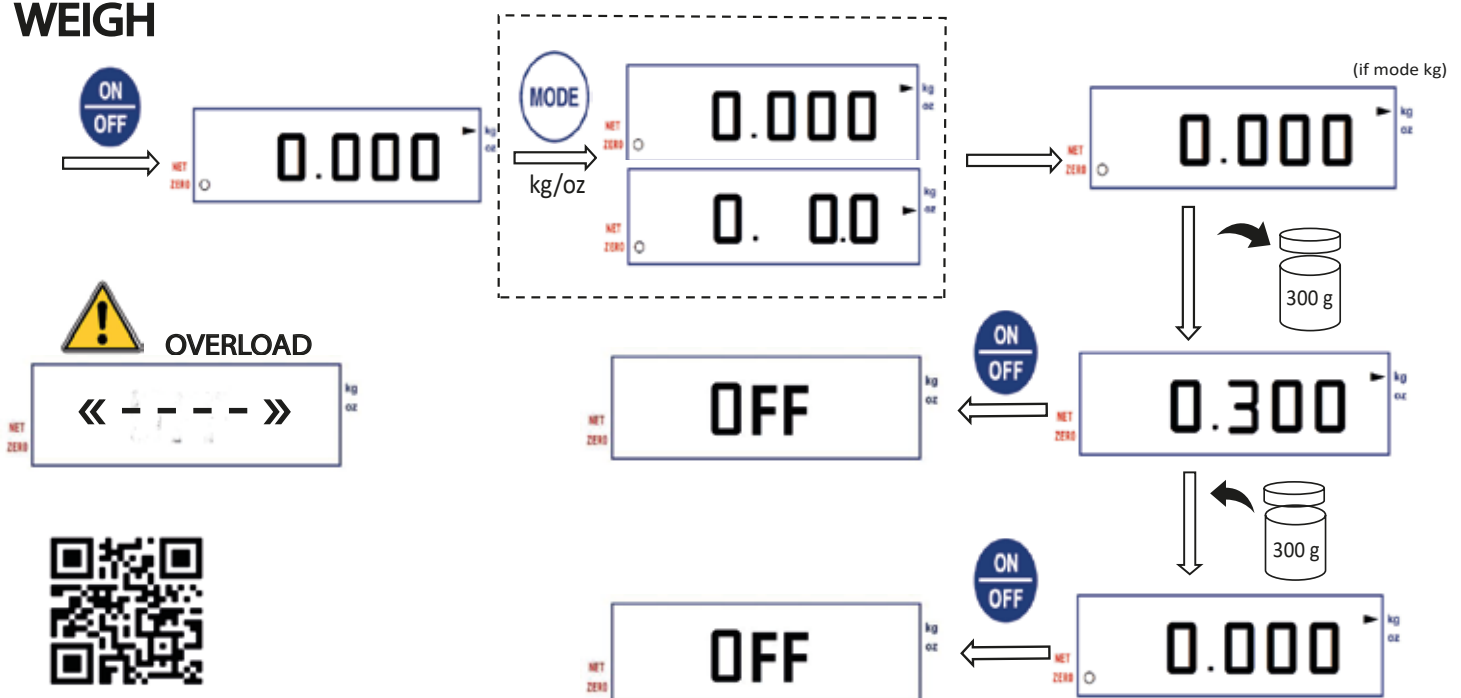 WEIGH
ON
OFF
NET
ZERO
0.000
kg
oz
MODE
kg/oz
NET
ZERO
0.000
kg
oz
NET
ZERO
0. 0.0
kg
oz
(if mode kg)
NET
ZERO
0.000
kg
oz
300 g
OVERLOAD
NET
ZERO
« - - - - »
kg
oz
NET
ZERO
OFF
kg
oz
ON
OFF
NET
ZERO
0.300
kg
oz
300 g
NET
ZERO
OFF
kg
oz
ON
OFF
NET
ZERO
0.000
kg
oz